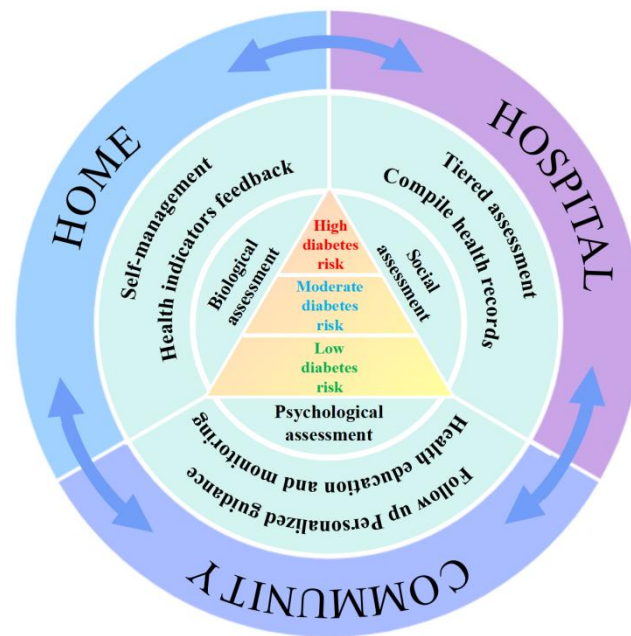 HOME
HOSPITAL
COMMUNITY
Self-management
Health indicators feedback
Tiered assessment
Compile health records
Biological
assessment
Social
assessment
High
diabetes
risk
Moderate
diabetes
risk
Low
diabetes
risk
Psychological
assessment
Health education and monitoring
Follow up Personalized guidance